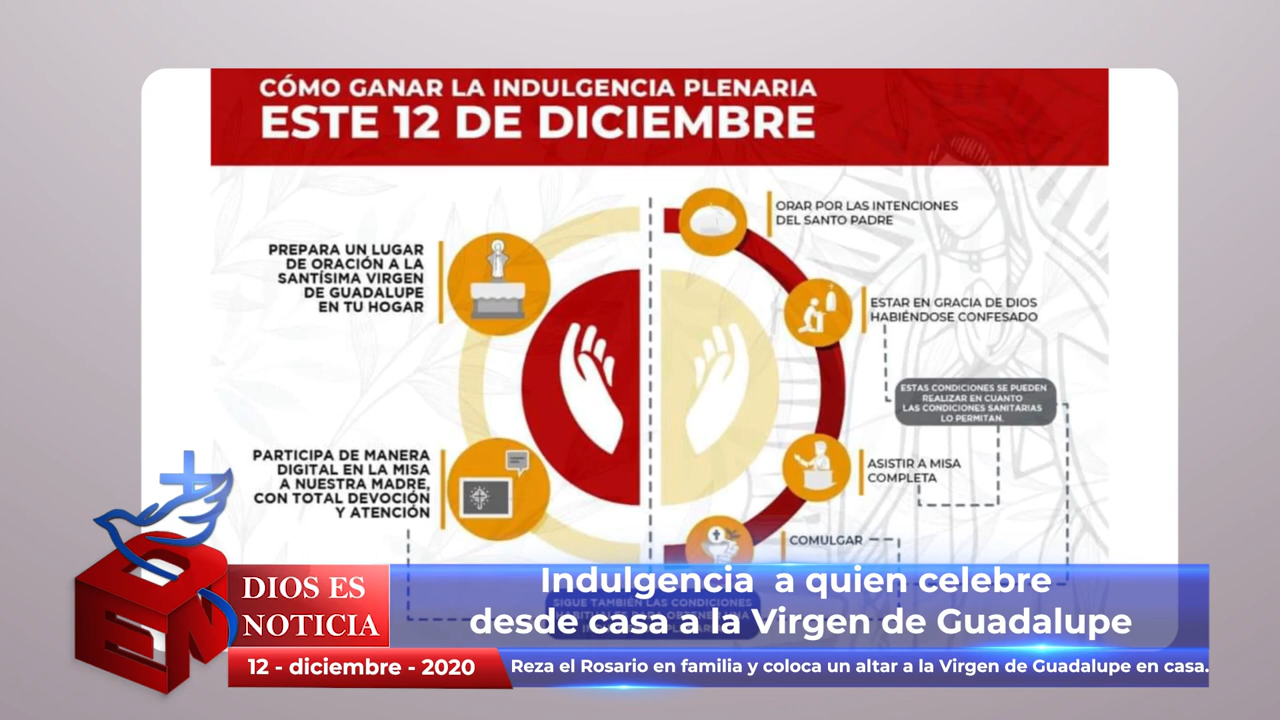 CÓMO GANAR LA INDULGENCIA PLENARIA
ESTE 12 DE DICIEMBRE
PREPARA UN LUGAR
DE ORACIÓN A LA
SANTÍSIMA VIRGEN
DE GUADALUPE
EN TU HOGAR
PARTICIPA DE MANERA
DIGITAL EN LA MISA
A NUESTRA MADRE,
CON TOTAL DEVOCIÓN
Y ATENCIÓN
ORAR POR LAS INTENCIONES
DEL SANTO PADRE
ESTAR EN GRACIA DE DIOS
HABIÉNDOSE CONFESADO
ESTAS CONDICIONES SE PUEDEN
REALIZAR EN CUANTO
LAS CONDICIONES SANITARIAS
LO PERMITAN.
ASISTIR A MISA
COMPLETA
COMULGAR
SIGUE TAMBIÉN LAS CONDICIONES
DEN
DIOS ES
NOTICIA
Indulgencia a quien celebre
desde casa a la Virgen de Guadalupe
12 - diciembre - 2020
Reza el Rosario en familia y coloca un altar a la Virgen de Guadalupe en casa.